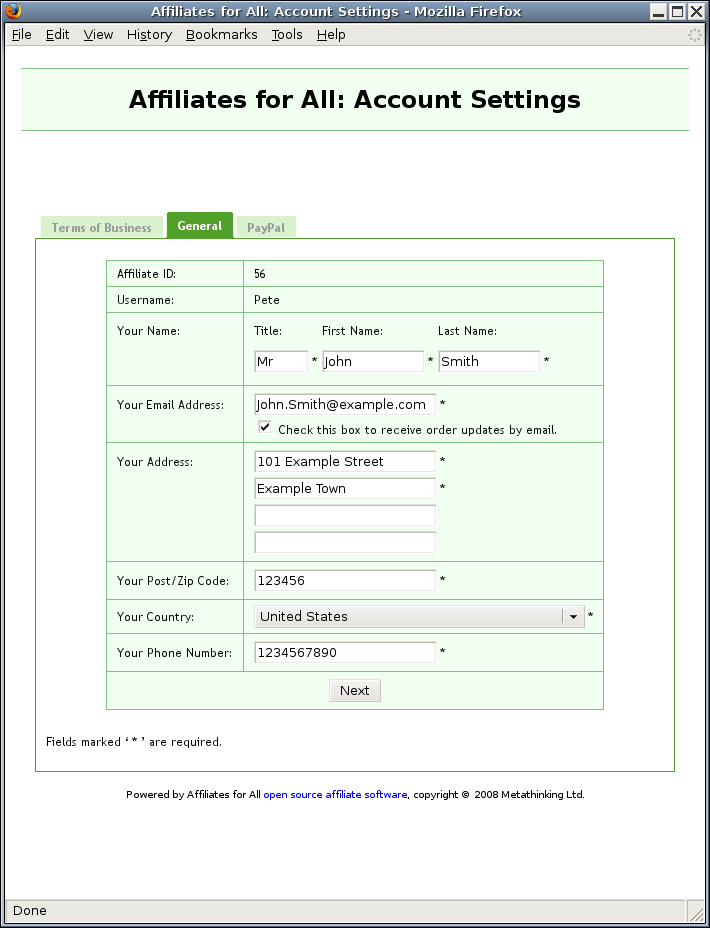 Affiliates for All: Account Settings - Mozilla Firefox
File Edit View History Bookmarks Tools Help
Affiliates for All: Account Settings
Terms of Business General PayPal
Affiliate ID: 56
Username: Pete
Your Name: Title: First Name: Last Name:
Mr * John * Smith *
Your Email Address: John.Smith@example.com *
Check this box to receive order updates by email.
Your Address: 101 Example Street *
Example Town *
Your Post/Zip Code: 123456 *
Your Country: United States *
Your Phone Number: 1234567890 *
Next
Fields marked ‘*’ are required.
Powered by Affiliates for All open source affiliate software, copyright © 2008 Metathinking Ltd.
Done